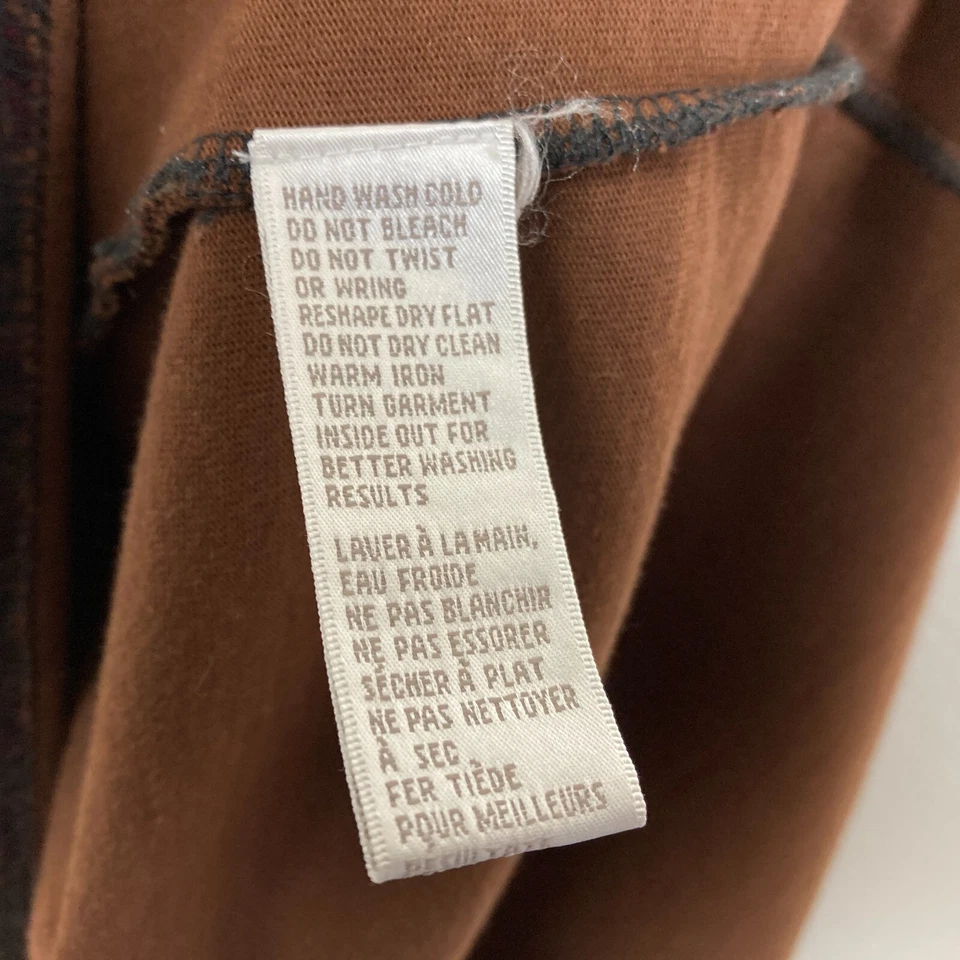 HAND WASH COLD
DO NOT BLEACH
DO NOT TWIST
OR WRING
RESHAPE DRY FLAT
DO NOT DRY CLEAN
WARM IRON
TURN GARMENT
INSIDE OUT FOR
BETTER WASHING
RESULTS
LAVER À LA MAIN,
EAU FROIDE
NE PAS BLANCHIR
NE PAS ESSORER
SÉCHER À PLAT
NE PAS NETTOYER
À SEC
FER TIÈDE
POUR MEILLEURS